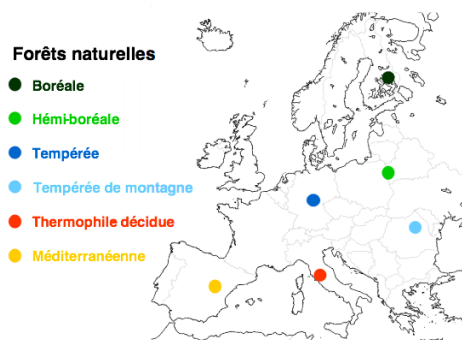 Forêts naturelles
Boréale
Hémi-boréale
Tempérée
Tempérée de montagne
Thermophile décidue
Méditerranéenne